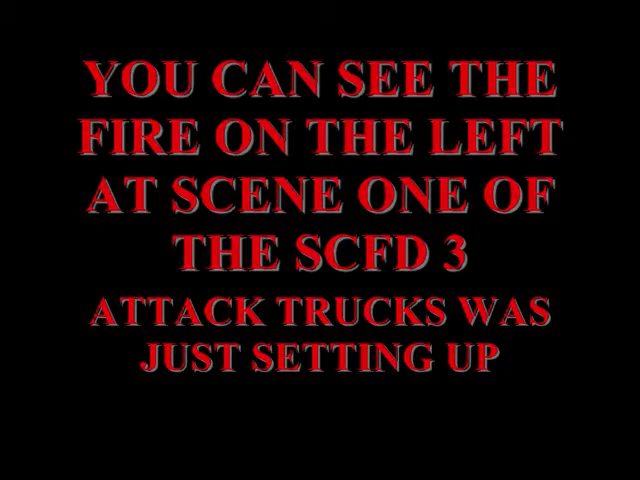 YOU CAN SEE THE
FIRE ON THE LEFT
AT SCENE ONE OF
THE SCFD 3
ATTACK TRUCKS WAS
JUST SETTING UP